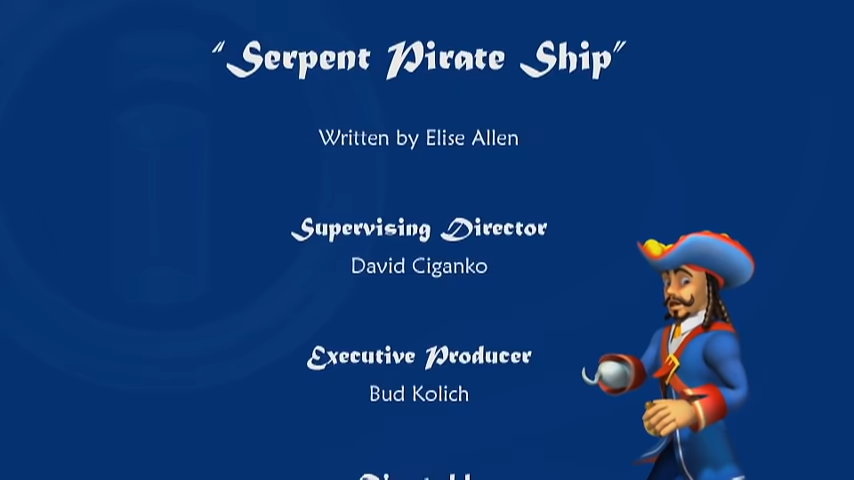 "Serpent Pirate Ship"
Written by Elise Allen
Supervising Director
David Ciganko
Executive Producer
Bud Kolich